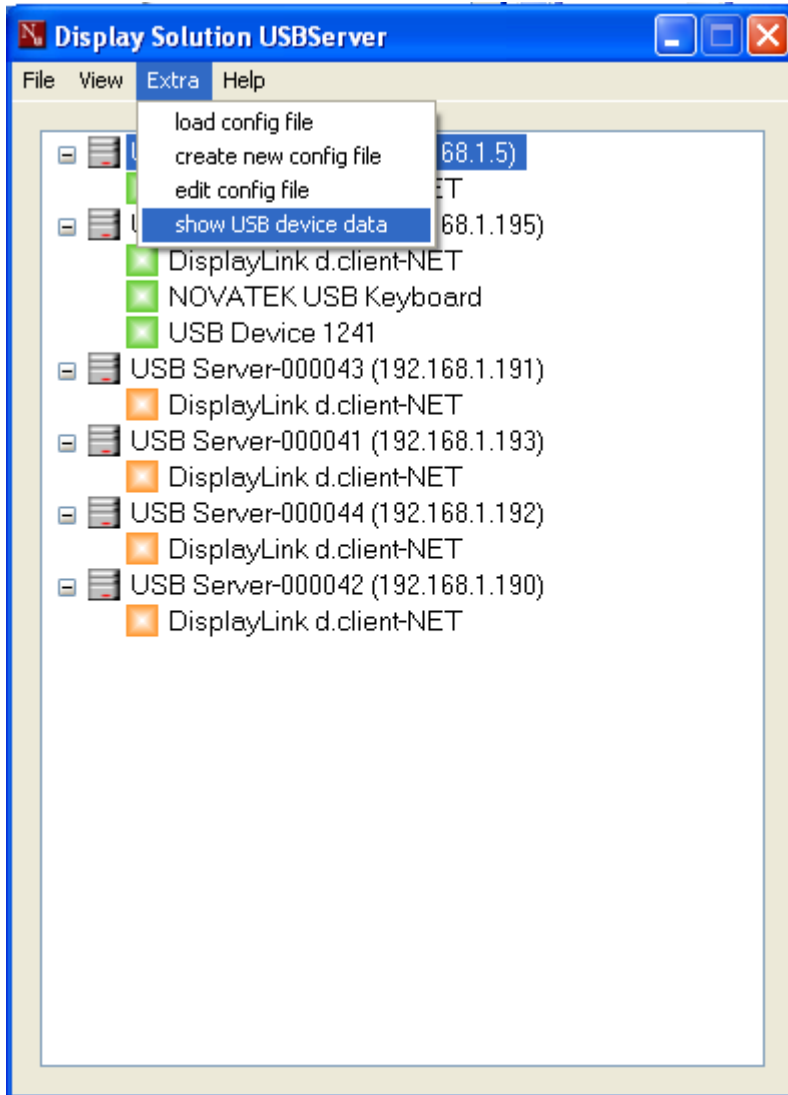 Display Solution USBServer
File View Extra Help
load config file
create new config file
edit config file
show USB device data
68.1.5)
ET
68.1.195)
DisplayLink d.client-NET
NOVATEK USB Keyboard
USB Device 1241
USB Server-000043 (192.168.1.191)
DisplayLink d.client-NET
USB Server-000041 (192.168.1.193)
DisplayLink d.client-NET
USB Server-000044 (192.168.1.192)
DisplayLink d.client-NET
USB Server-000042 (192.168.1.190)
DisplayLink d.client-NET